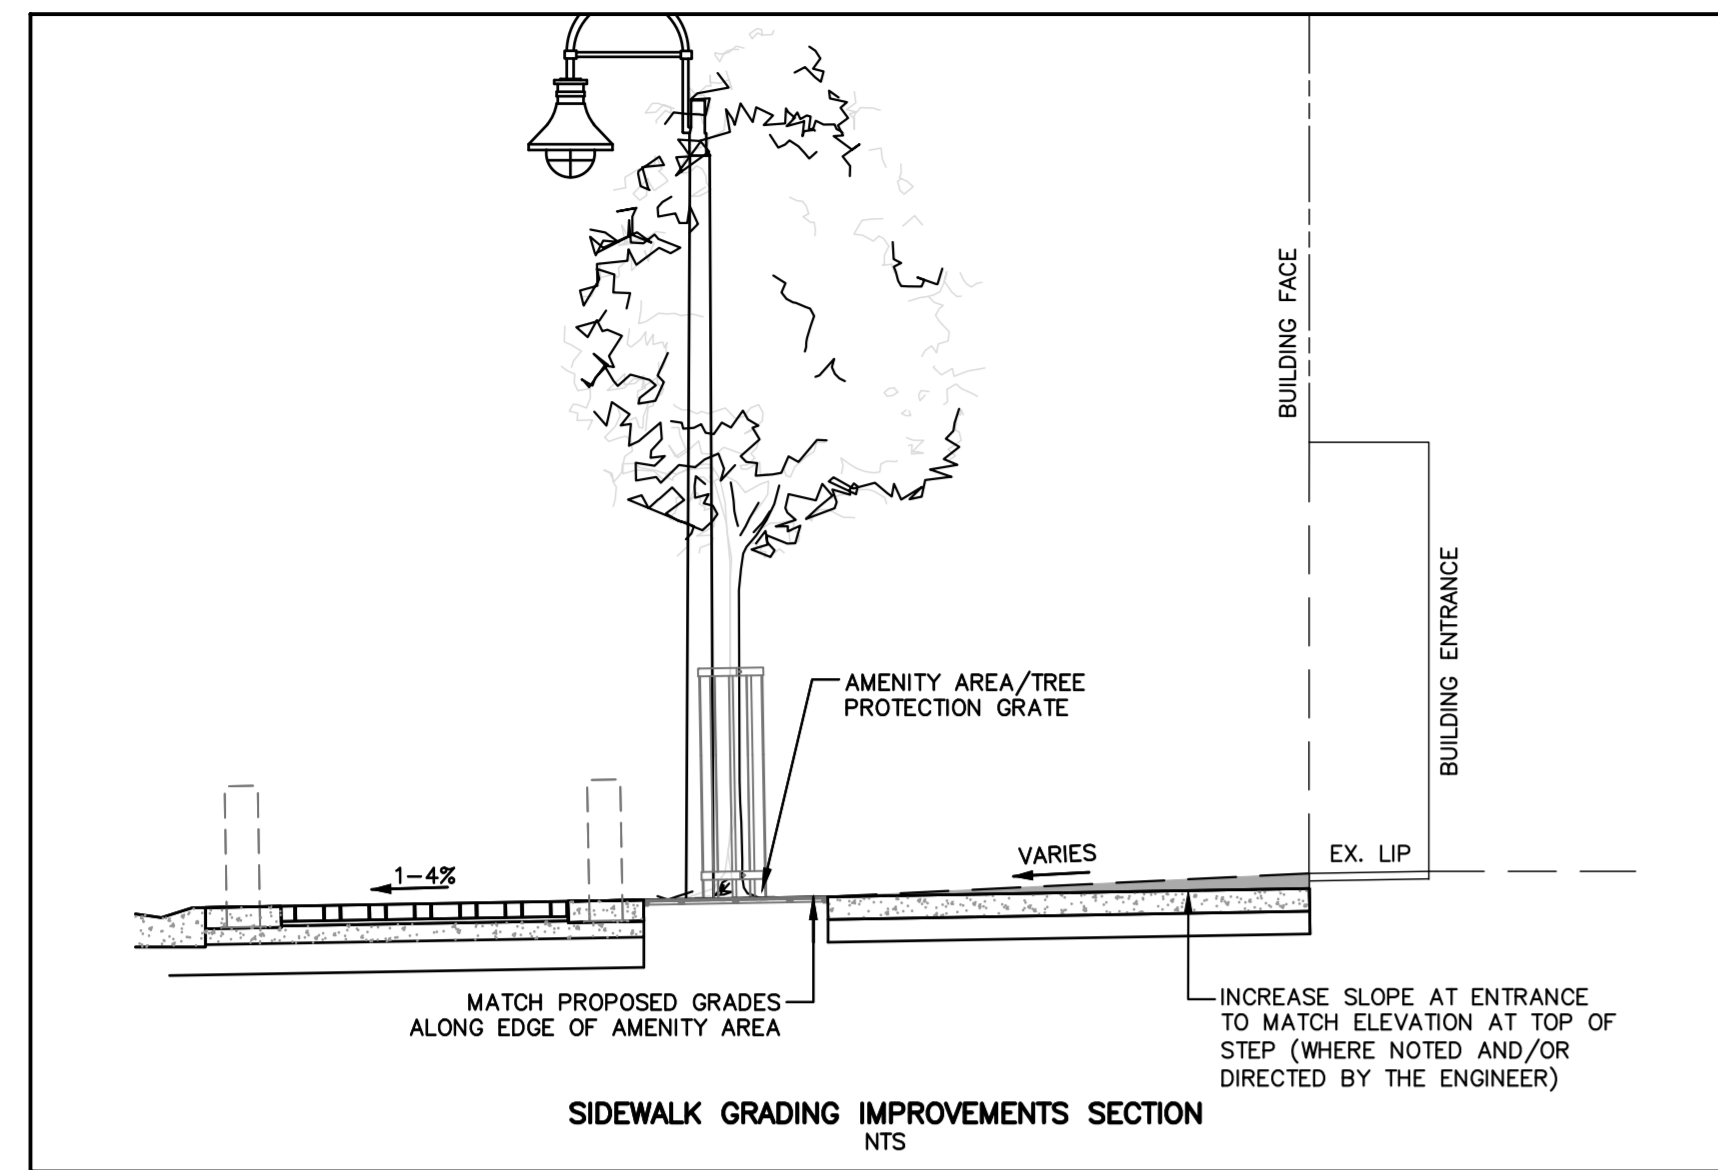 BUILDING FACE
BUILDING ENTRANCE
AMENITY AREA/TREE
PROTECTION GRATE
VARIES
EX. LIP
1-4%
MATCH PROPOSED GRADES
ALONG EDGE OF AMENITY AREA
INCREASE SLOPE AT ENTRANCE
TO MATCH ELEVATION AT TOP OF
STEP (WHERE NOTED AND/OR
DIRECTED BY THE ENGINEER)
SIDEWALK GRADING IMPROVEMENTS SECTION
NTS